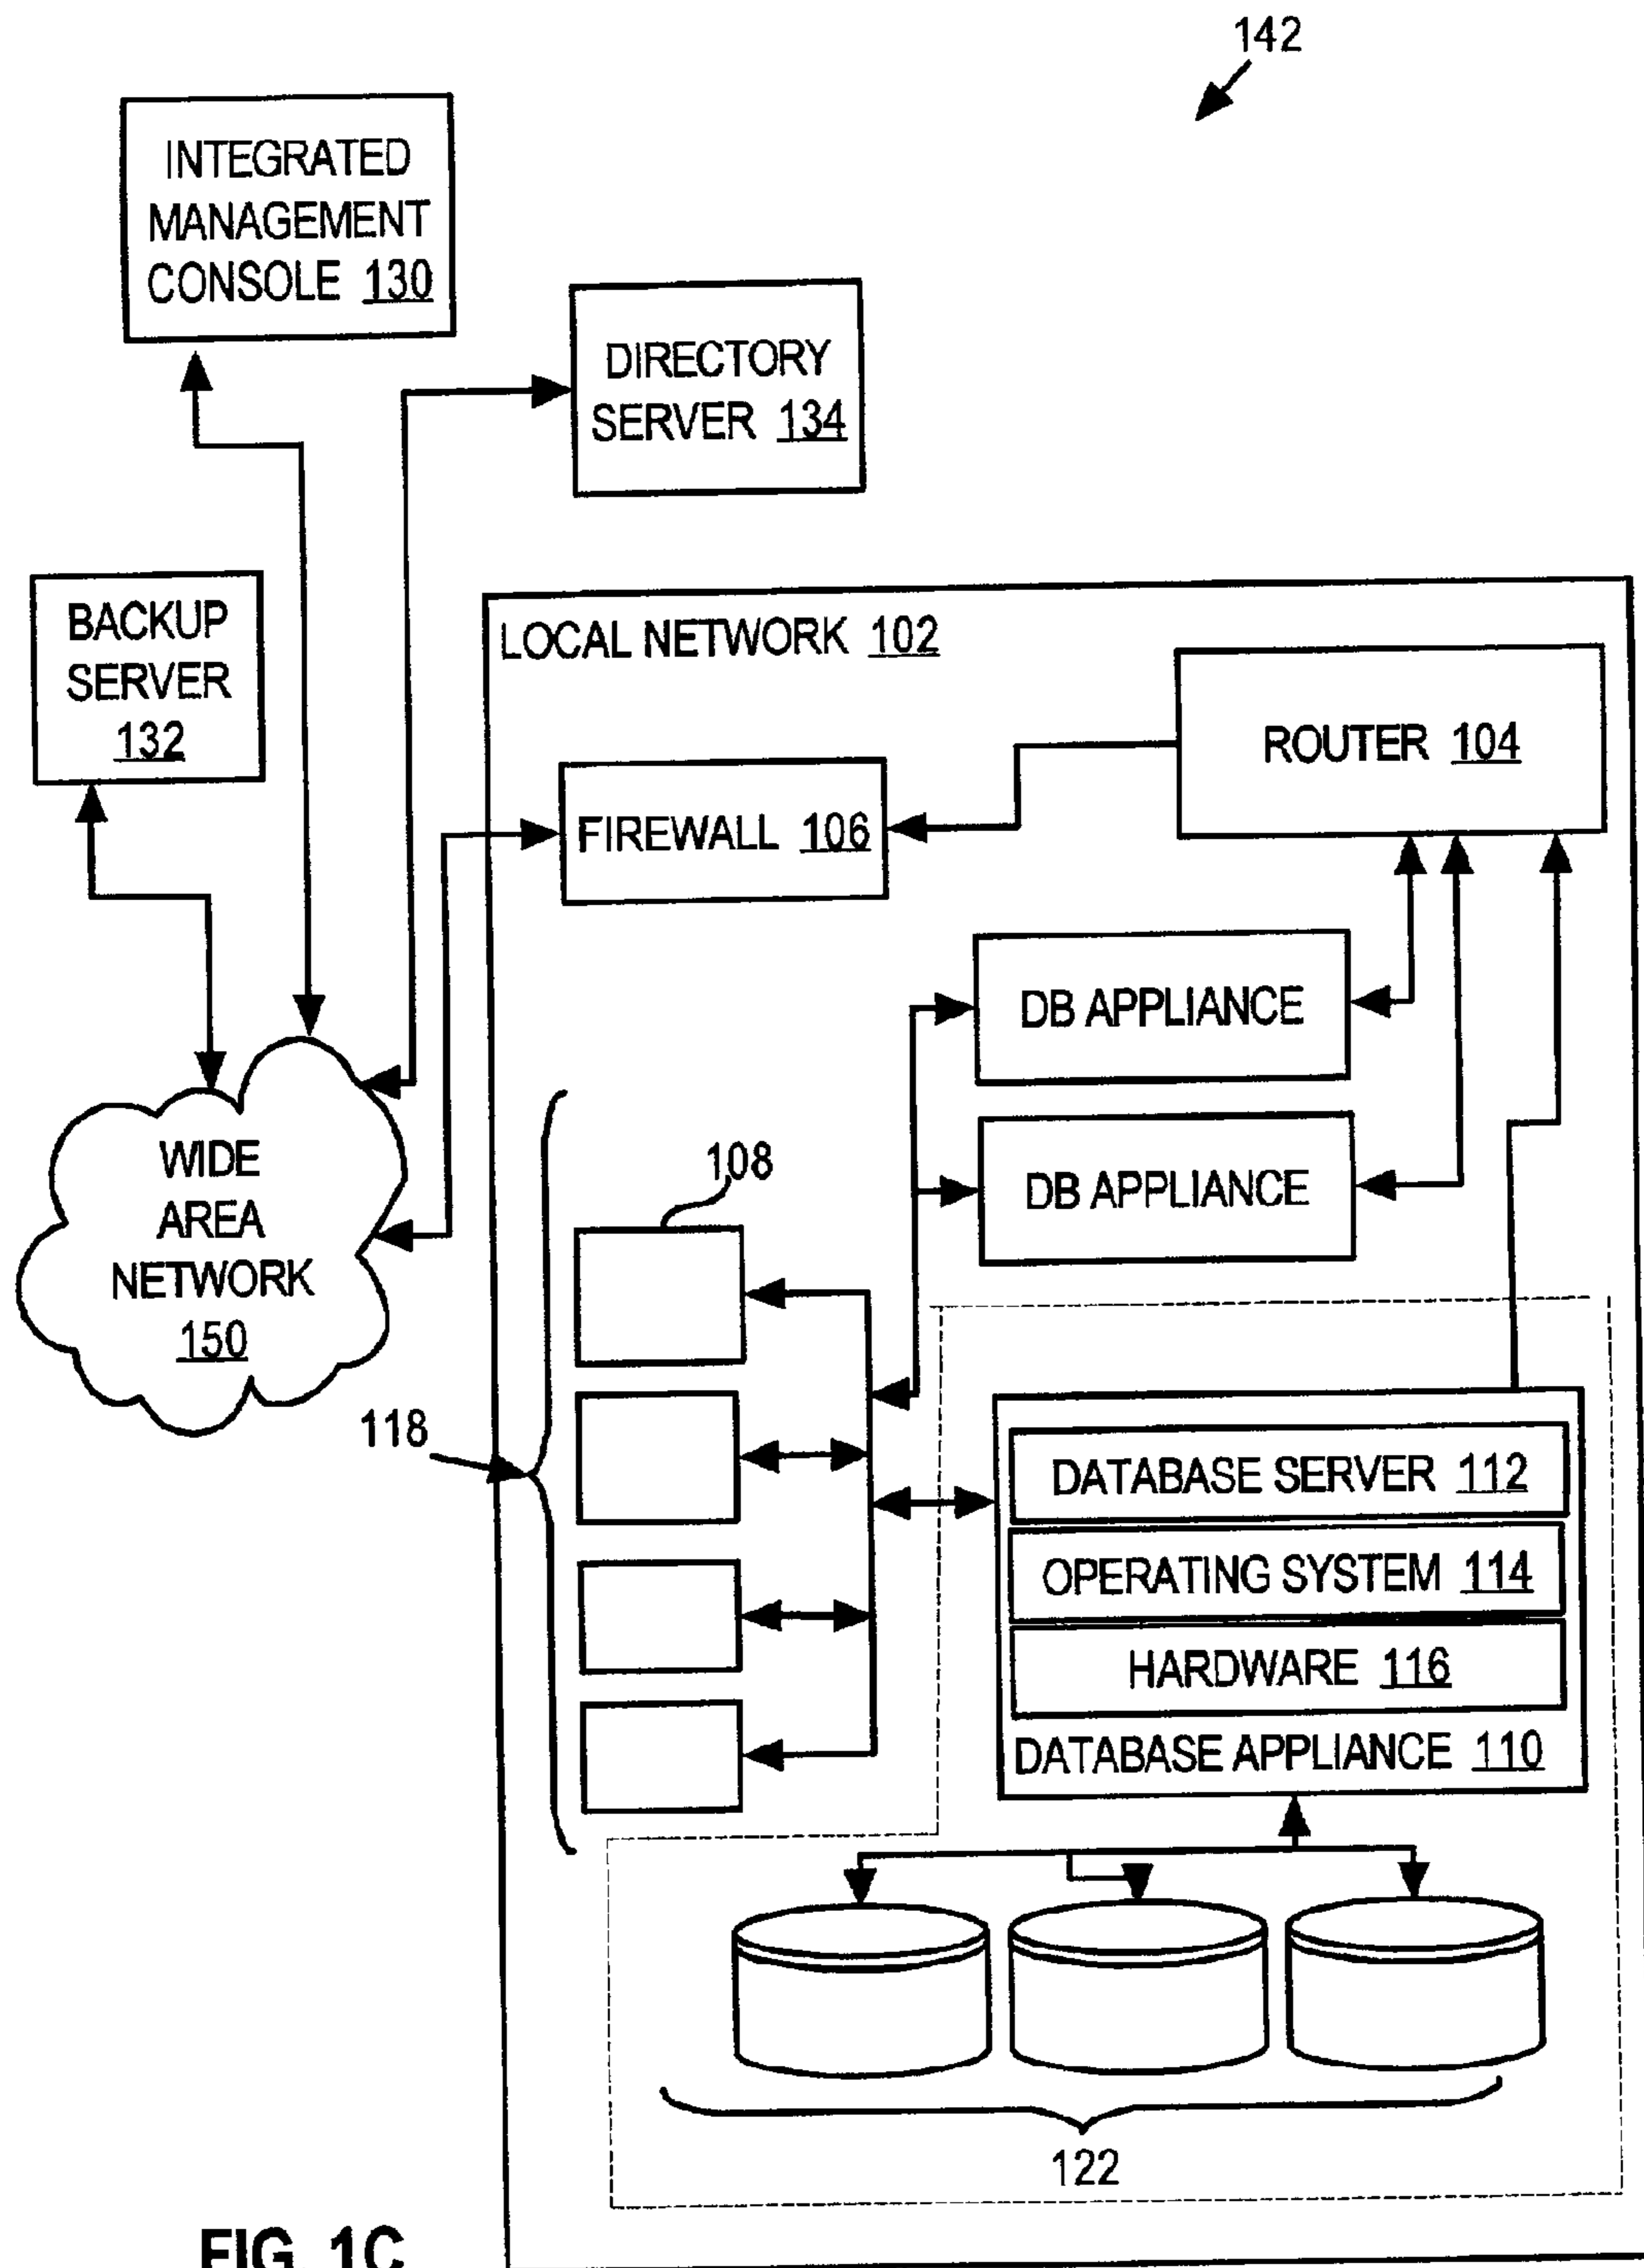 142
INTEGRATED
MANAGEMENT
CONSOLE 130
DIRECTORY
SERVER 134
BACKUP
SERVER
132
LOCAL NETWORK 102
ROUTER 104
FIREWALL 106
DB APPLIANCE
DB APPLIANCE
WIDE
AREA
NETWORK
150
108
118
DATABASE SERVER 112
OPERATING SYSTEM 114
HARDWARE 116
DATABASE APPLIANCE 110
122
FIG. 1C